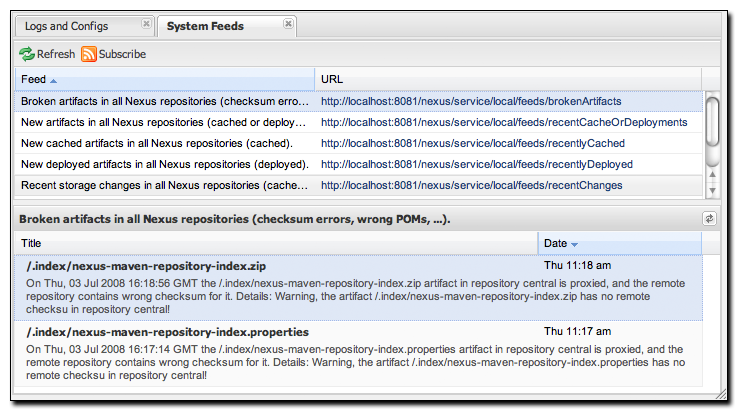 Logs and Configs System Feeds
Refresh Subscribe
Feed URL
Broken artifacts in all Nexus repositories (checksum erro... http://localhost:8081/nexus/service/local/feeds/brokenArtifacts
New artifacts in all Nexus repositories (cached or deploy... http://localhost:8081/nexus/service/local/feeds/recentCacheOrDeployments
New cached artifacts in all Nexus repositories (cached). http://localhost:8081/nexus/service/local/feeds/recentlyCached
New deployed artifacts in all Nexus repositories (deployed). http://localhost:8081/nexus/service/local/feeds/recentlyDeployed
Recent storage changes in all Nexus repositories (cache... http://localhost:8081/nexus/service/local/feeds/recentChanges
Broken artifacts in all Nexus repositories (checksum errors, wrong POMs, ...).
Title Date
/.index/nexus-maven-repository-index.zip Thu 11:18 am
On Thu, 03 Jul 2008 16:18:56 GMT the /.index/nexus-maven-repository-index.zip artifact in repository central is proxied, and the remote
repository contains wrong checksum for it. Details: Warning, the artifact /.index/nexus-maven-repository-index.zip has no remote
checksu in repository central!
/.index/nexus-maven-repository-index.properties Thu 11:17 am
On Thu, 03 Jul 2008 16:17:14 GMT the /.index/nexus-maven-repository-index.properties artifact in repository central is proxied, and the
remote repository contains wrong checksum for it. Details: Warning, the artifact /.index/nexus-maven-repository-index.properties has no
remote checksu in repository central!